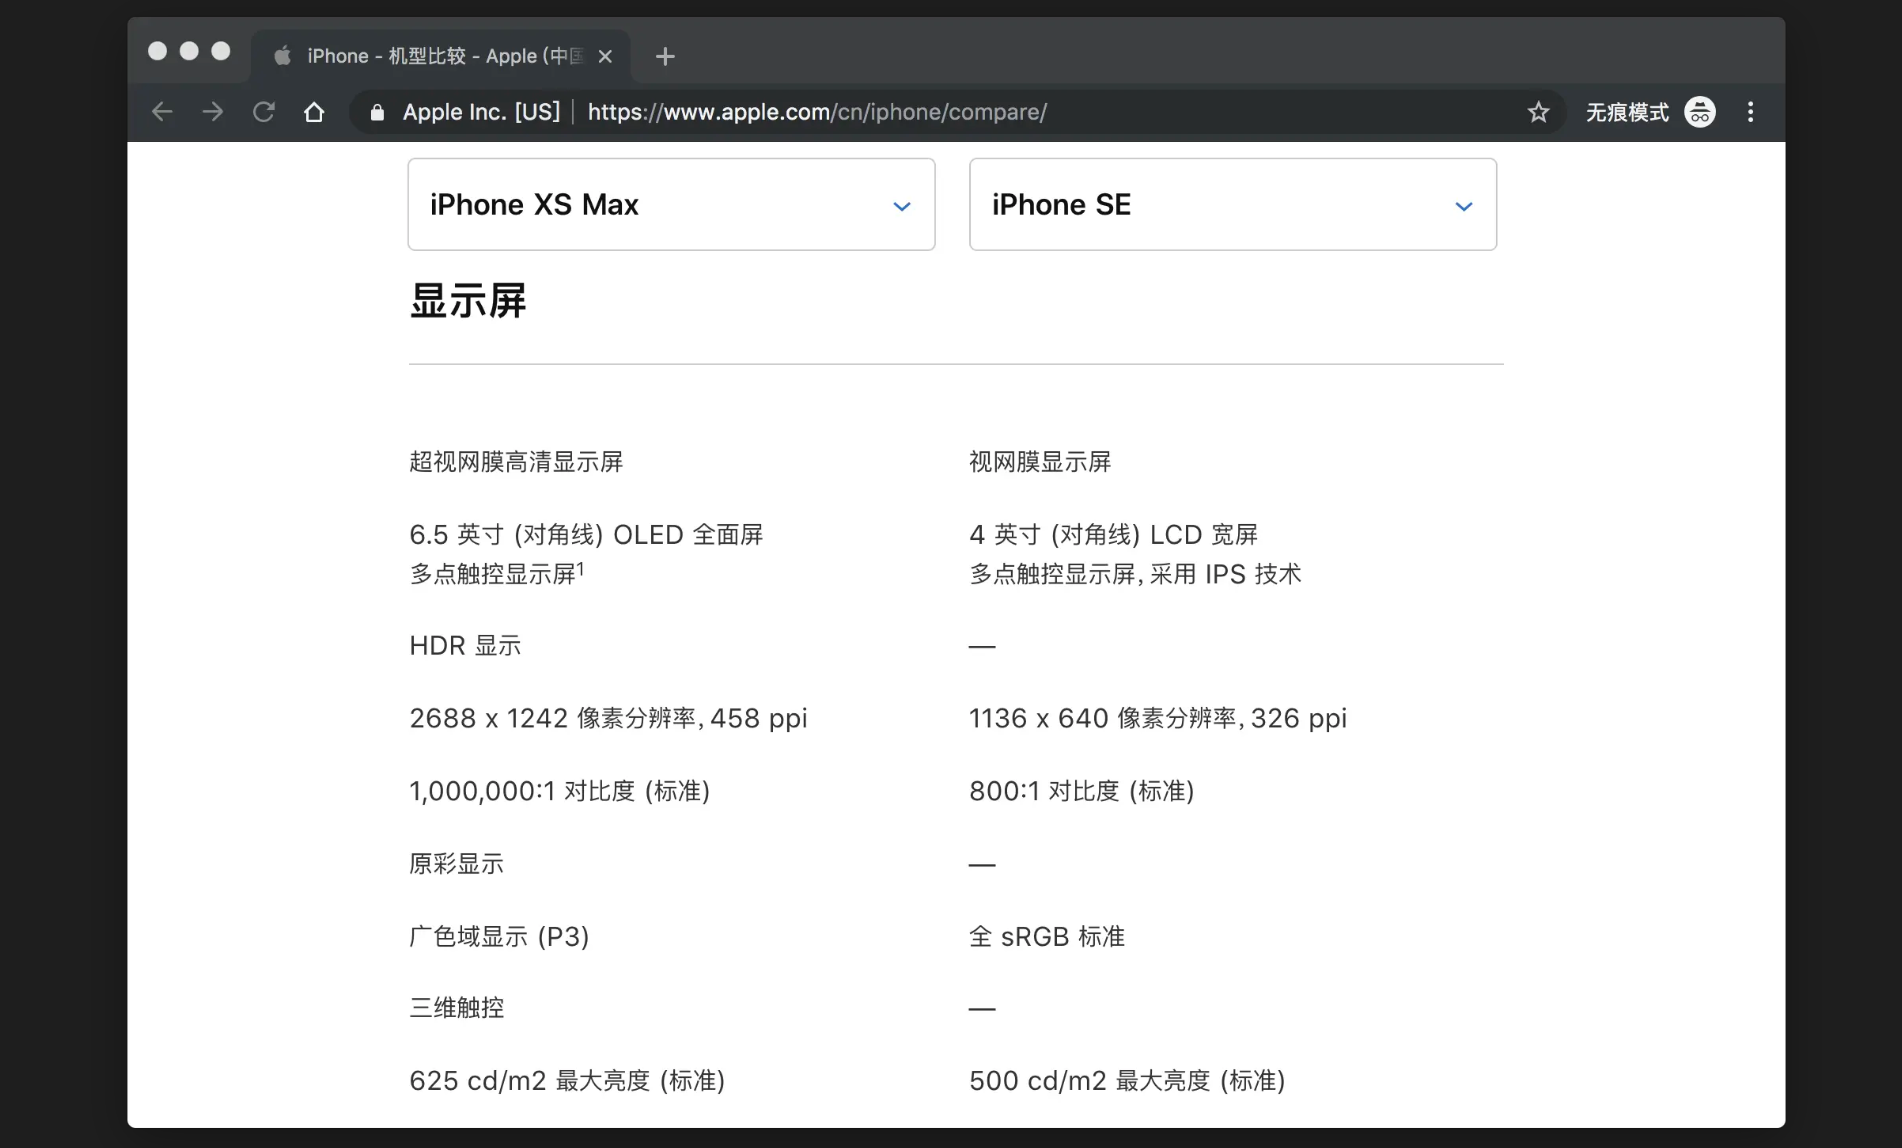 iPhone - 机型比较 - Apple (中国
Apple Inc. [US] | https://www.apple.com/cn/iphone/compare/
无痕模式
iPhone XS Max
iPhone SE
显示屏
超视网膜高清显示屏
视网膜显示屏
6.5 英寸 (对角线) OLED 全面屏
多点触控显示屏1
4 英寸 (对角线) LCD 宽屏
多点触控显示屏, 采用 IPS 技术
HDR 显示
—
2688 x 1242 像素分辨率, 458 ppi
1136 x 640 像素分辨率, 326 ppi
1,000,000:1 对比度 (标准)
800:1 对比度 (标准)
原彩显示
—
广色域显示 (P3)
全 sRGB 标准
三维触控
—
625 cd/m2 最大亮度 (标准)
500 cd/m2 最大亮度 (标准)